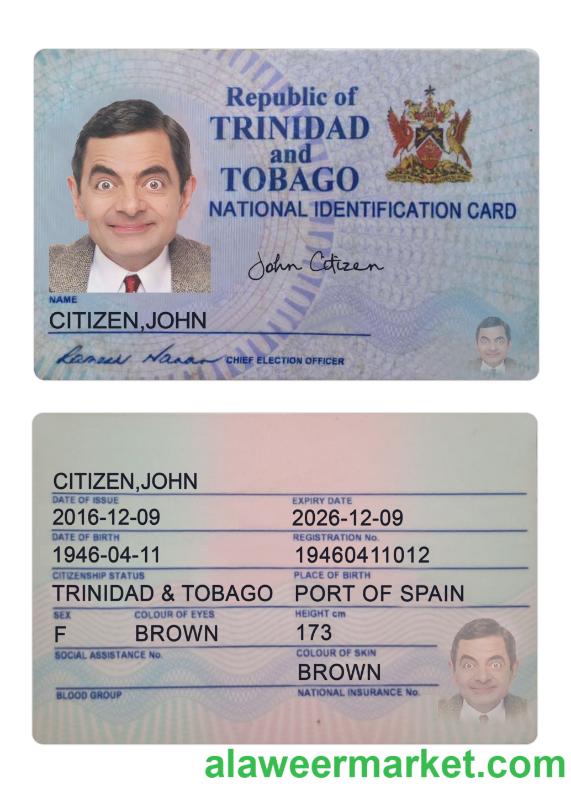 Republic of
TRINIDAD
and
TOBAGO
NATIONAL IDENTIFICATION CARD
John Citizen
NAME
CITIZEN,JOHN
CHIEF ELECTION OFFICER
CITIZEN,JOHN
DATE OF ISSUE EXPIRY DATE
2016-12-09 2026-12-09
DATE OF BIRTH REGISTRATION No.
1946-04-11 19460411012
CITIZENSHIP STATUS PLACE OF BIRTH
TRINIDAD & TOBAGO PORT OF SPAIN
SEX COLOUR OF EYES HEIGHT cm
F BROWN 173
SOCIAL ASSISTANCE No. COLOUR OF SKIN
BROWN
BLOOD GROUP NATIONAL INSURANCE No.
alaweermarket.com